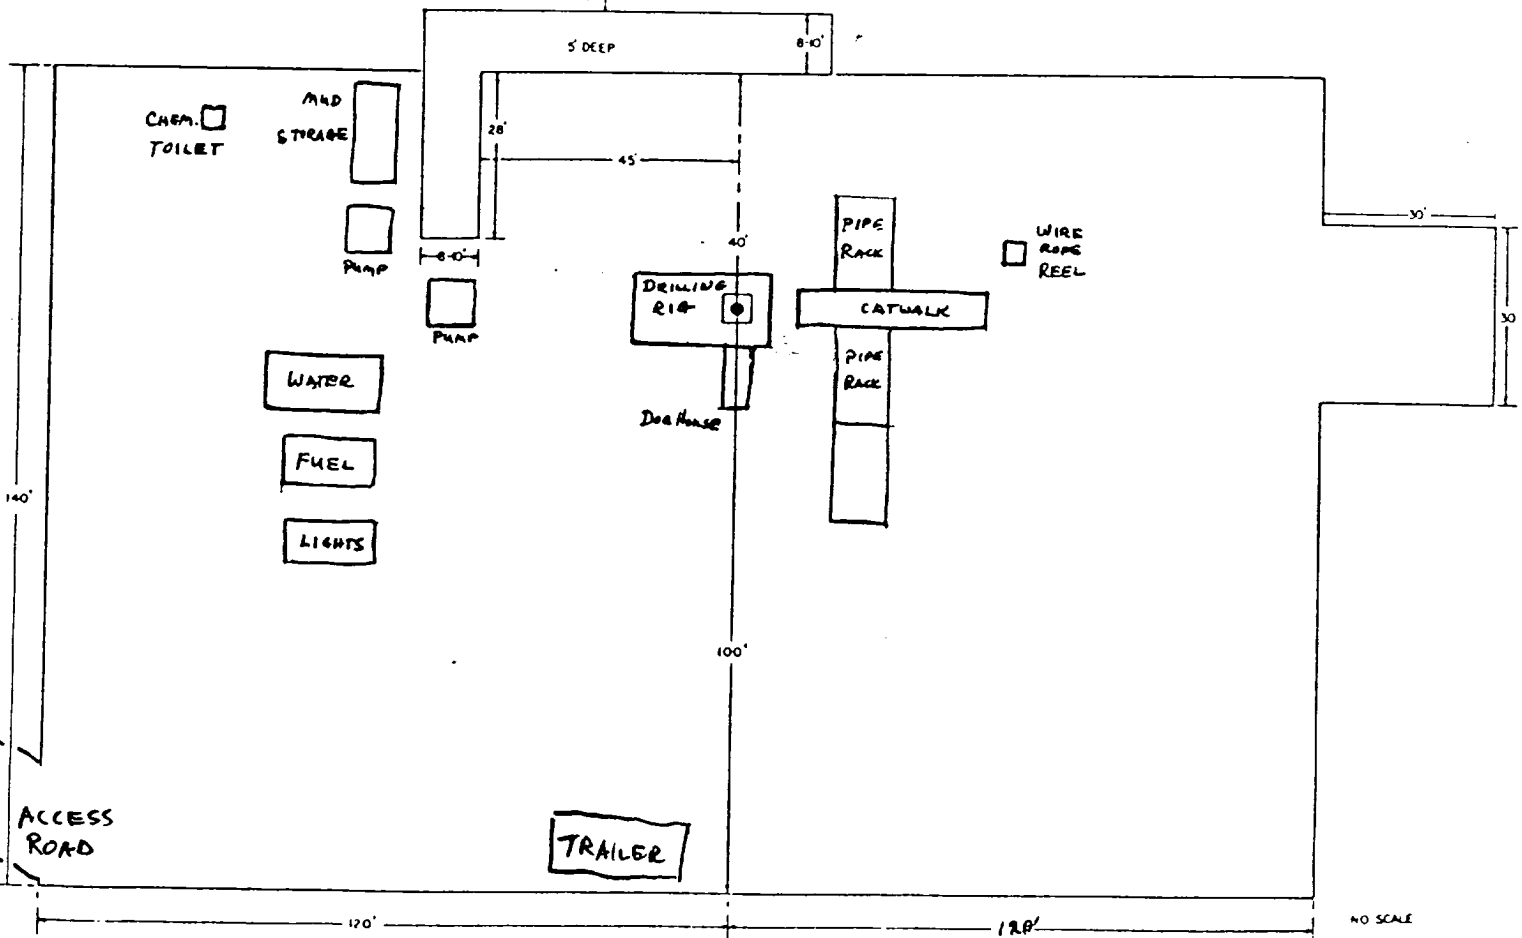 5' DEEP
8-10'
CHEM.
TOILET
MUD
STORAGE
28'
45'
PUMP
8-10'
PUMP
40'
DRILLING
RIG
DOGHOUSE
PIPE
RACK
CATWALK
PIPE
RACK
WIRE
ROPE
REEL
30'
30
WATER
FUEL
LIGHTS
140'
100'
ACCESS
ROAD
TRAILER
120'
120'
NO SCALE